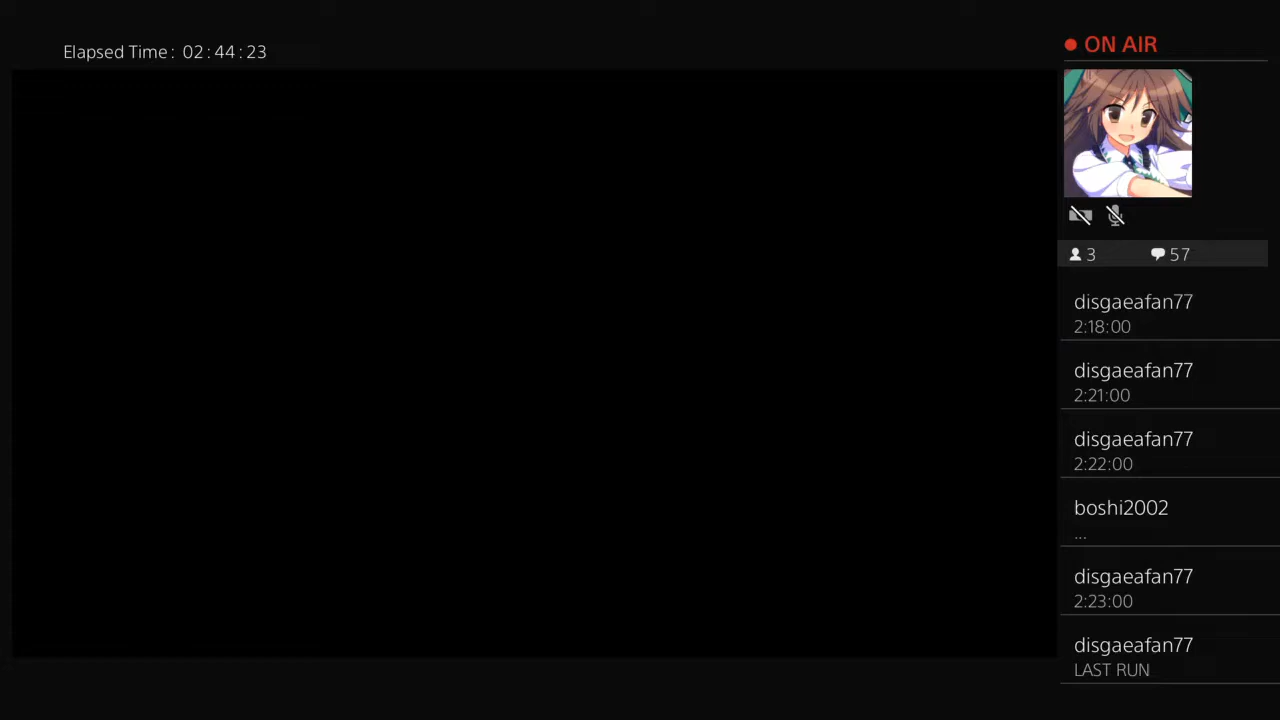 Elapsed Time: 02:44:23
ON AIR
3 57
disgaeafan77
2:18:00
disgaeafan77
2:21:00
disgaeafan77
2:22:00
boshi2002
...
disgaeafan77
2:23:00
disgaeafan77
LAST RUN